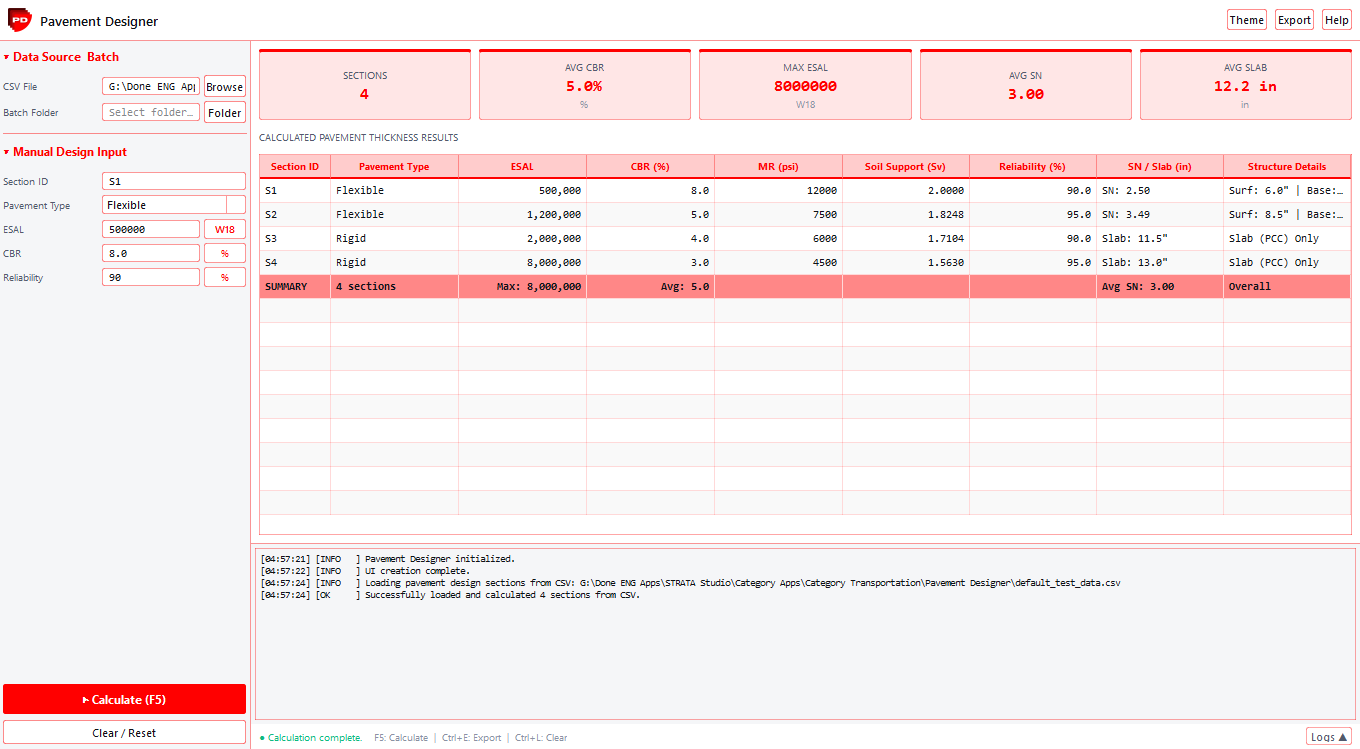 PD Pavement Designer Theme Export Help
▾ Data Source Batch
CSV File G:\Done ENG Ap Browse
Batch Folder Select folder… Folder
▾ Manual Design Input
Section ID S1
Pavement Type Flexible
ESAL 500000 W18
CBR 8.0 %
Reliability 90 %
▸ Calculate (F5)
Clear / Reset
SECTIONS
4
AVG CBR
5.0%
%
MAX ESAL
8000000
W18
AVG SN
3.00
AVG SLAB
12.2 in
in
CALCULATED PAVEMENT THICKNESS RESULTS
Section ID Pavement Type ESAL CBR (%) MR (psi) Soil Support (Sv) Reliability (%) SN / Slab (in) Structure Details
S1 Flexible 500,000 8.0 12000 2.0000 90.0 SN: 2.50 Surf: 6.0" | Base:…
S2 Flexible 1,200,000 5.0 7500 1.8248 95.0 SN: 3.49 Surf: 8.5" | Base:…
S3 Rigid 2,000,000 4.0 6000 1.7104 90.0 Slab: 11.5" Slab (PCC) Only
S4 Rigid 8,000,000 3.0 4500 1.5630 95.0 Slab: 13.0" Slab (PCC) Only
SUMMARY 4 sections Max: 8,000,000 Avg: 5.0 Avg SN: 3.00 Overall
[04:57:21] [INFO ] Pavement Designer initialized.
[04:57:22] [INFO ] UI creation complete.
[04:57:24] [INFO ] Loading pavement design sections from CSV: G:\Done ENG Apps\STRATA Studio\Category Apps\Category Transportation\Pavement Designer\default_test_data.csv
[04:57:24] [OK ] Successfully loaded and calculated 4 sections from CSV.
● Calculation complete. F5: Calculate | Ctrl+E: Export | Ctrl+L: Clear Logs ▲